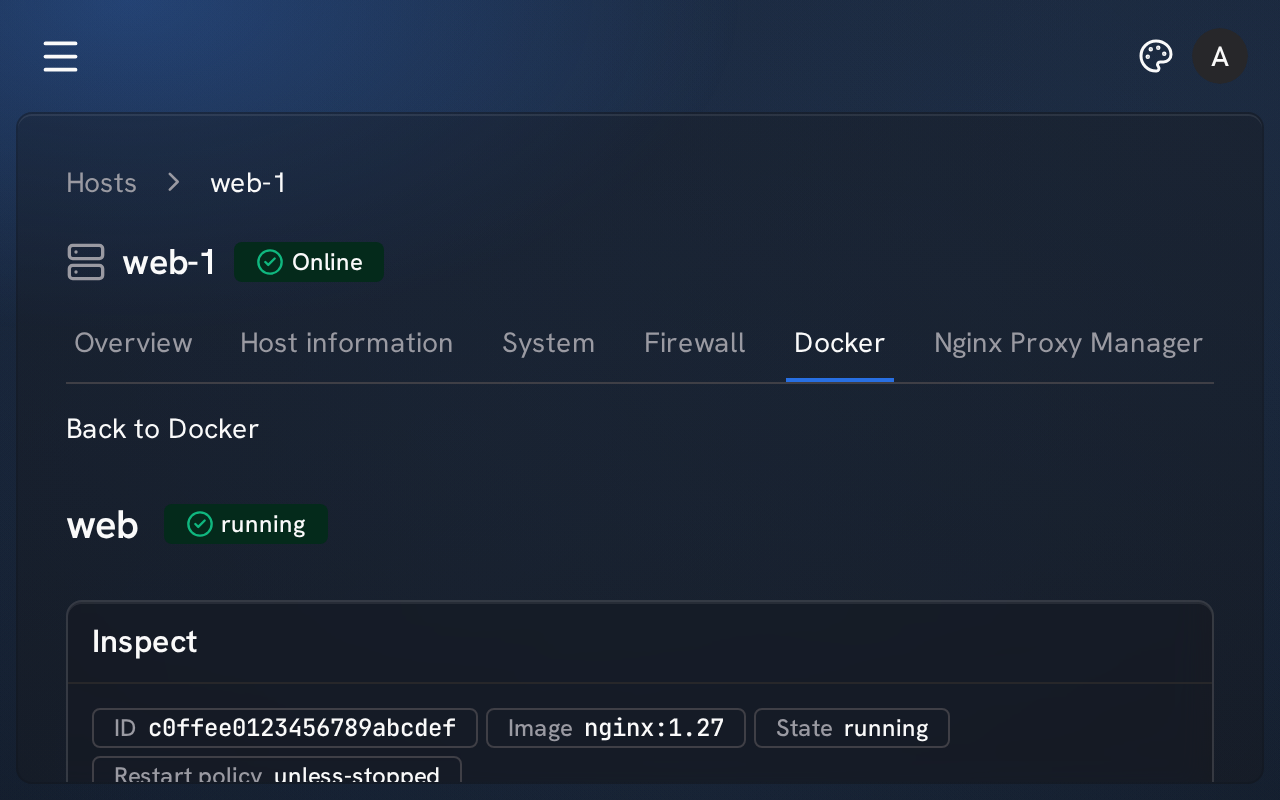 A
Hosts web-1
web-1 Online
Overview Host information System Firewall Docker Nginx Proxy Manager
Back to Docker
web running
Inspect
ID c0ffee0123456789abcdef Image nginx:1.27 State running
Restart policy unless-stopped